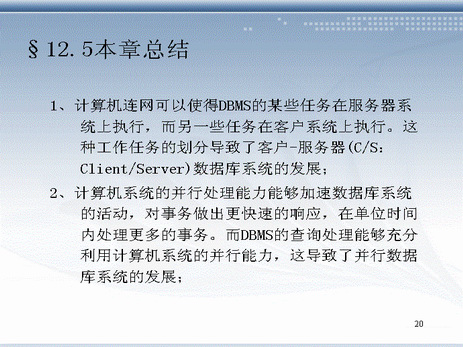 §12.5本章总结
1、计算机连网可以使得DBMS的某些任务在服务器系
统上执行，而另一些任务在客户系统上执行。这
种工作任务的划分导致了客户-服务器(C/S：
Client/Server)数据库系统的发展；
2、计算机系统的并行处理能力能够加速数据库系统
的活动，对事务做出更快速的响应，在单位时间
内处理更多的事务。而DBMS的查询处理能够充分
利用计算机系统的并行能力，这导致了并行数据
库系统的发展；
20